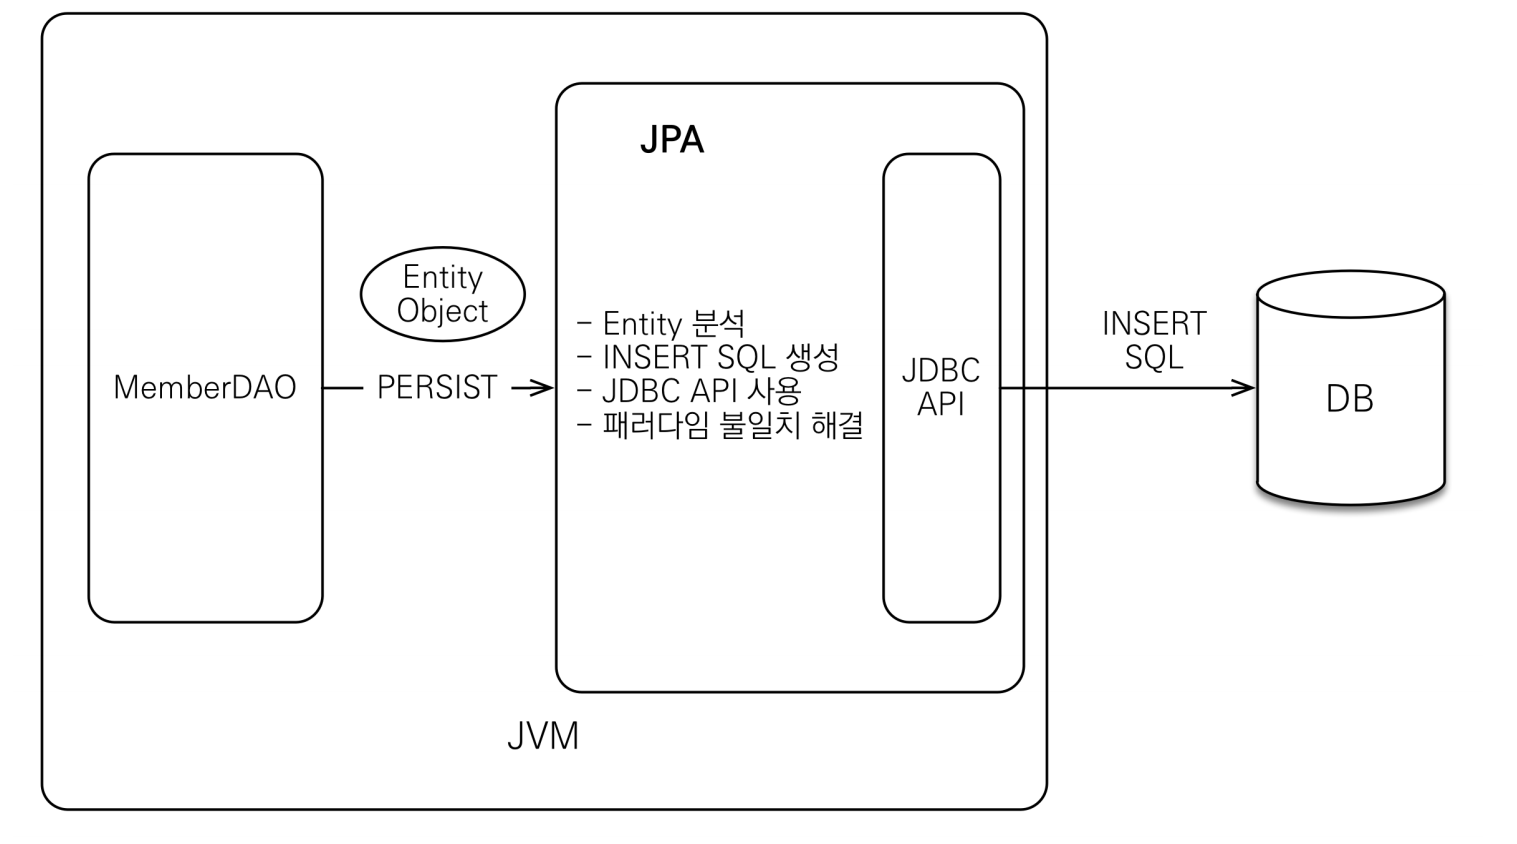 JPA
Entity
Object
MemberDAO
PERSIST
– Entity 분석
– INSERT SQL 생성
– JDBC API 사용
– 패러다임 불일치 해결
JDBC
API
INSERT
SQL
DB
JVM